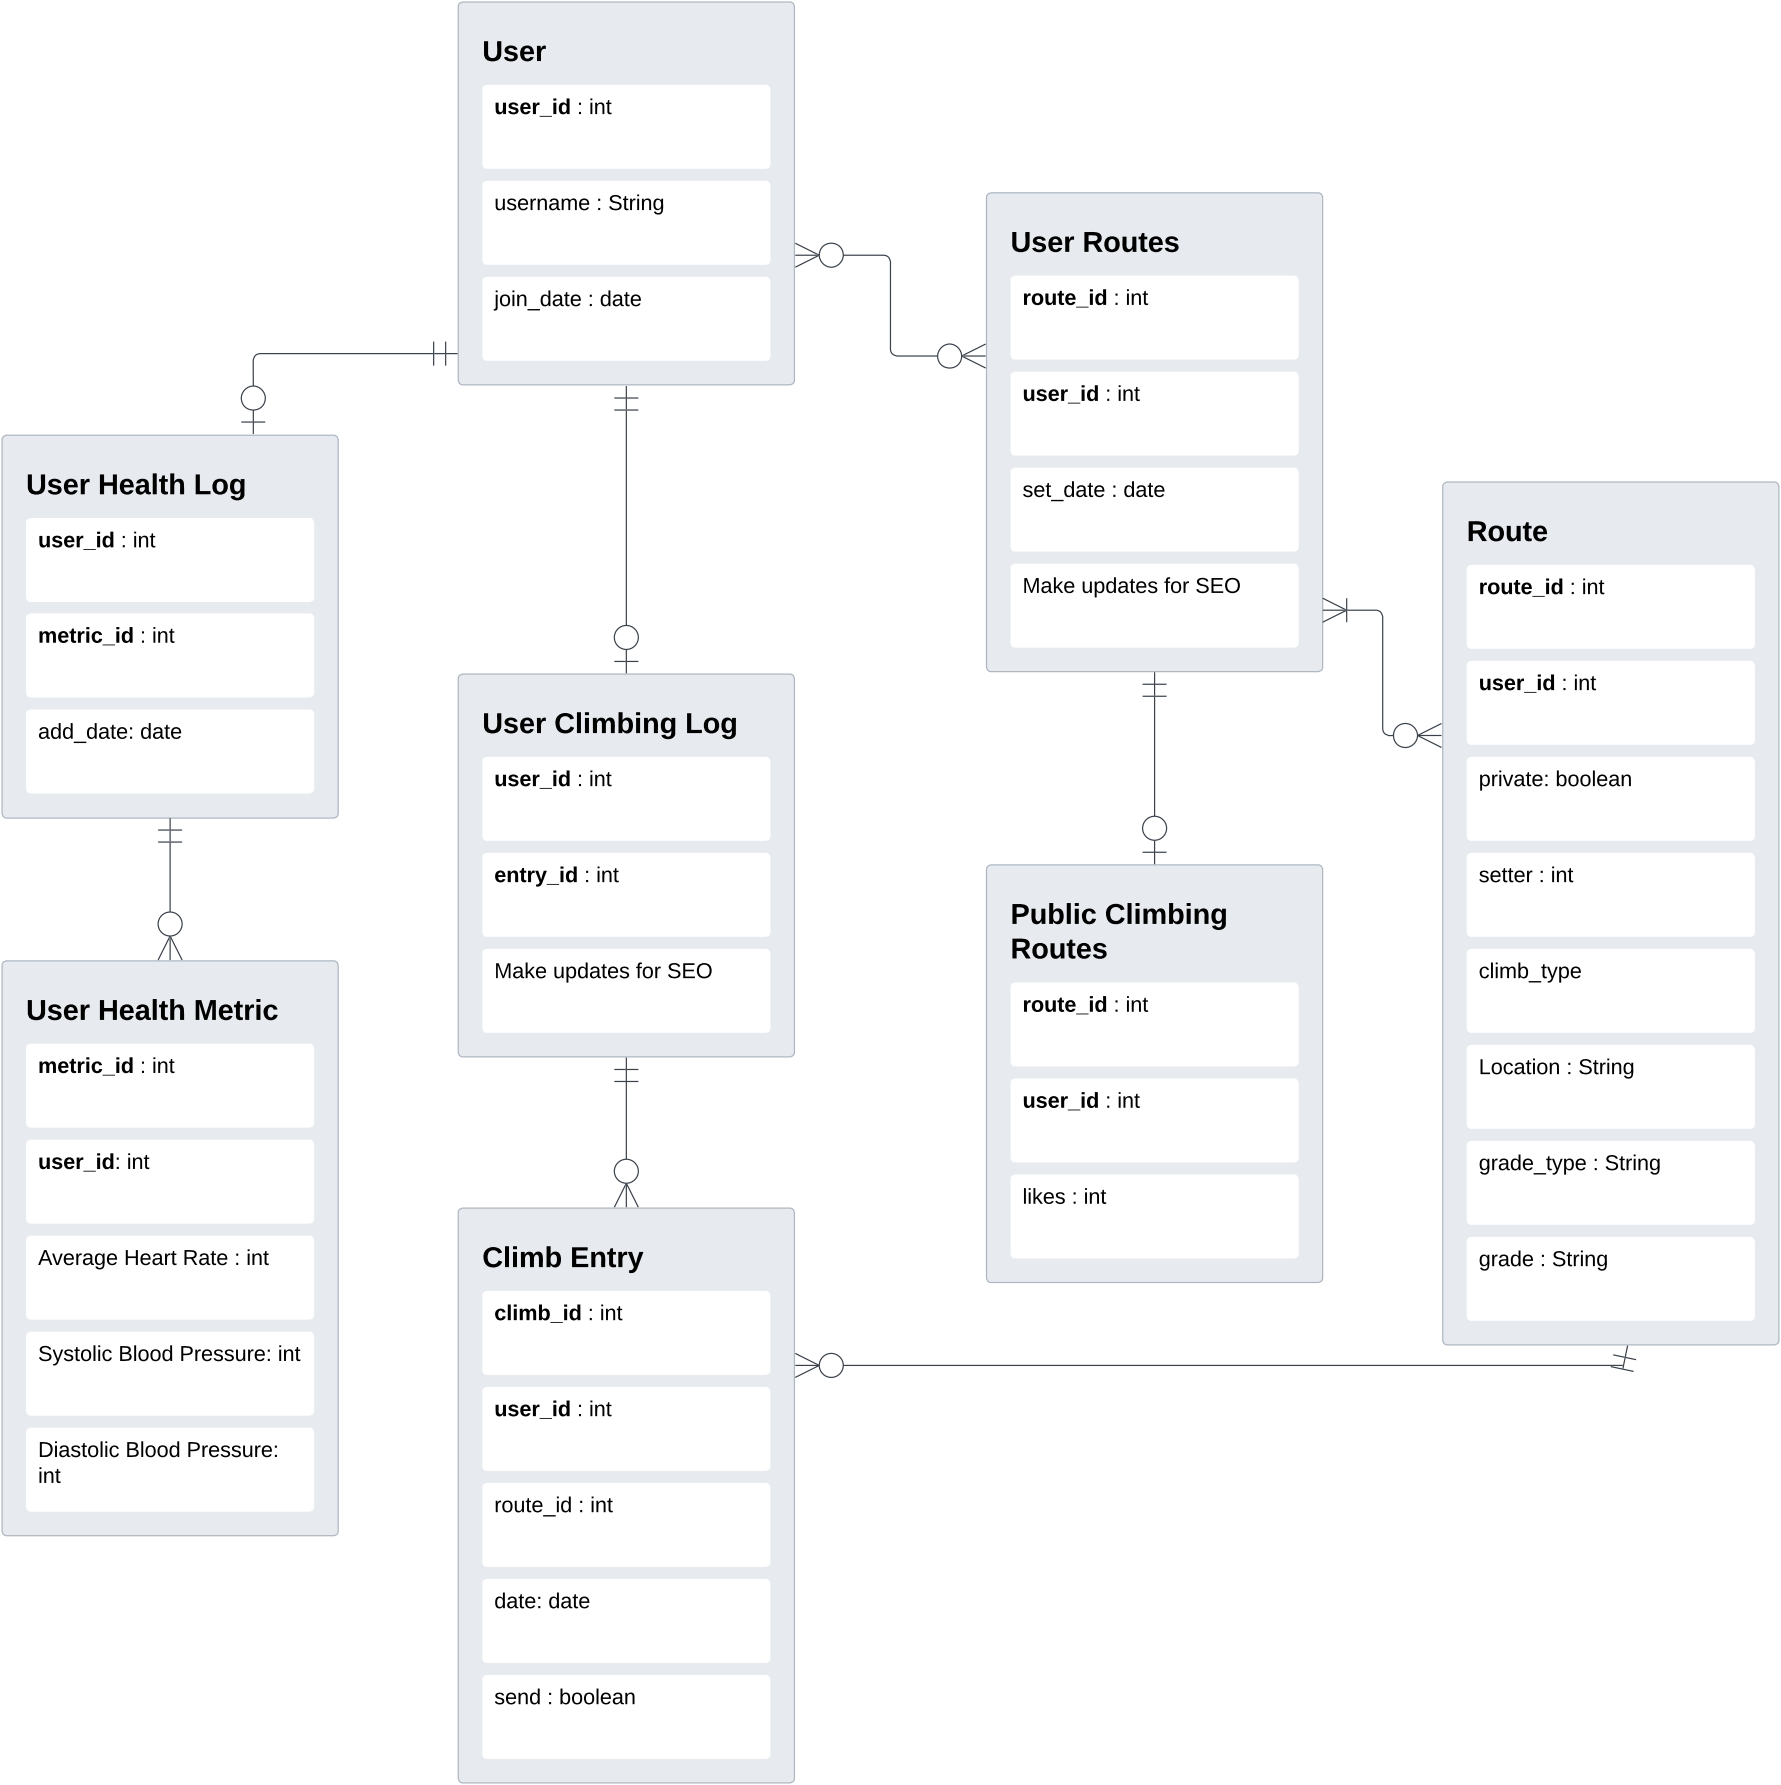 User
user_id : int
username : String
join_date : date
User Routes
route_id : int
user_id : int
set_date : date
Make updates for SEO
User Health Log
user_id : int
metric_id : int
add_date: date
Route
route_id : int
user_id : int
private: boolean
setter : int
climb_type
Location : String
grade_type : String
grade : String
User Climbing Log
user_id : int
entry_id : int
Make updates for SEO
Public Climbing
Routes
route_id : int
user_id : int
likes : int
User Health Metric
metric_id : int
user_id: int
Average Heart Rate : int
Systolic Blood Pressure: int
Diastolic Blood Pressure:
int
Climb Entry
climb_id : int
user_id : int
route_id : int
date: date
send : boolean